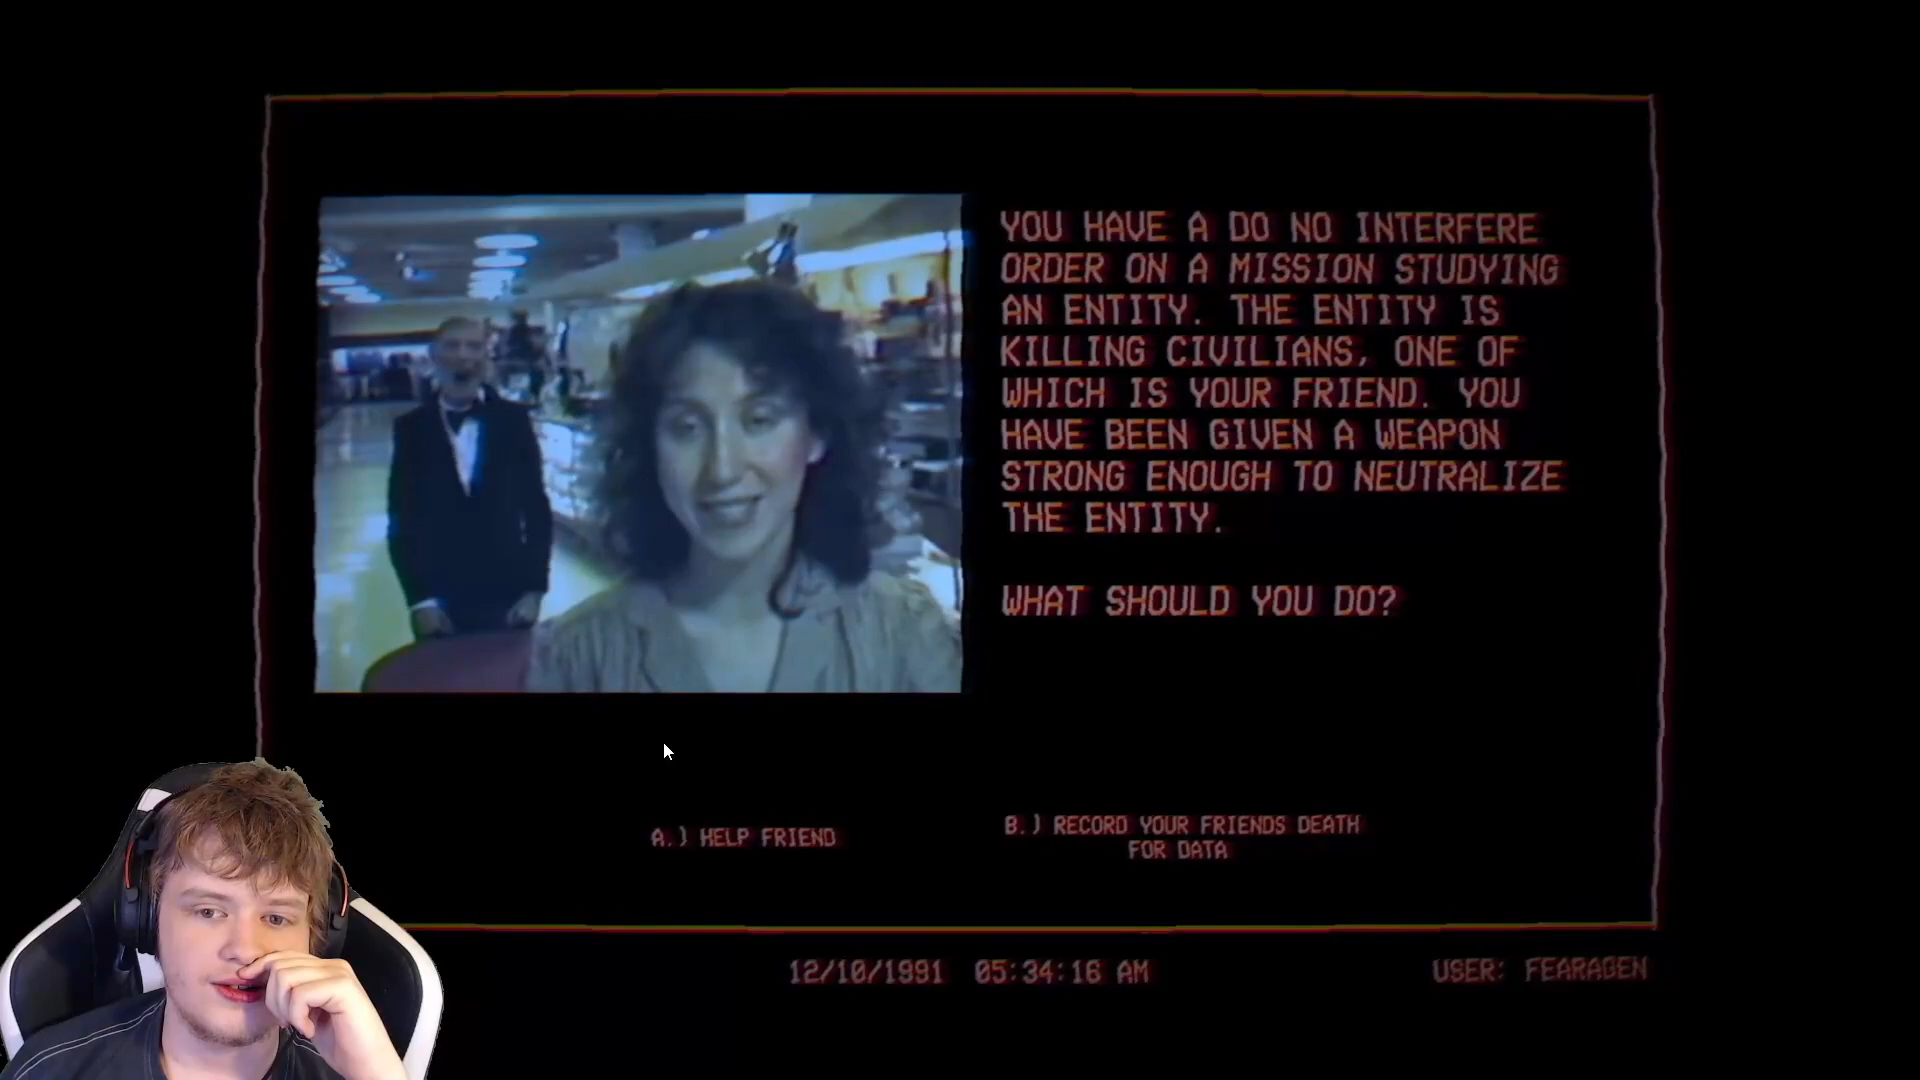 YOU HAVE A DO NO INTERFERE
ORDER ON A MISSION STUDYING
AN ENTITY. THE ENTITY IS
KILLING CIVILIANS, ONE OF
WHICH IS YOUR FRIEND. YOU
HAVE BEEN GIVEN A WEAPON
STRONG ENOUGH TO NEUTRALIZE
THE ENTITY.
WHAT SHOULD YOU DO?
A.) HELP FRIEND
B.) RECORD YOUR FRIENDS DEATH
FOR DATA
12/10/1991 05:34:16 AM
USER: FEARAGEN